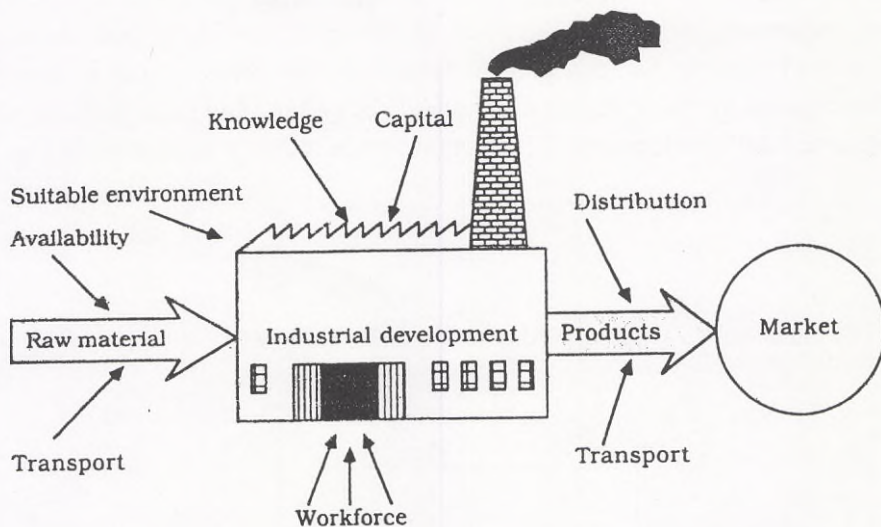 Knowledge
Capital
Suitable environment
Availability
Distribution
Raw material
Industrial development
Products
Market
Transport
Transport
Workforce